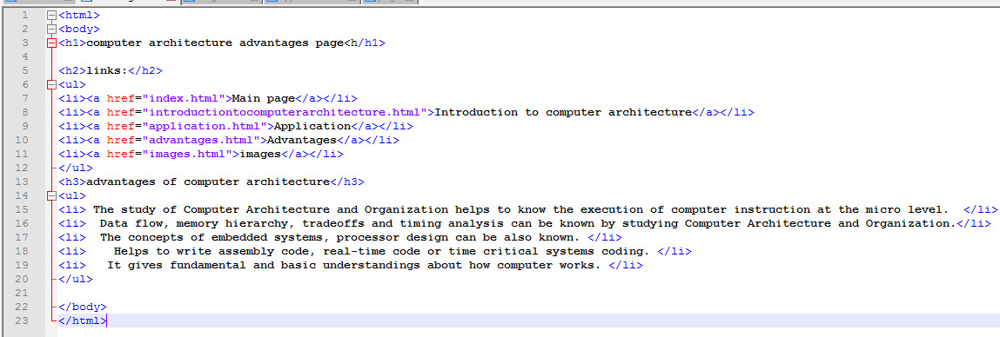 1 <html>
2 <body>
3 <h1>computer architecture advantages page<h/h1>
4
5 <h2>links:</h2>
6 <ul>
7 <li><a href="index.html">Main page</a></li>
8 <li><a href="introductiontocomputerarchitecture.html">Introduction to computer architecture</a></li>
9 <li><a href="application.html">Application</a></li>
10 <li><a href="advantages.html">Advantages</a></li>
11 <li><a href="images.html">images</a></li>
12 </ul>
13 <h3>advantages of computer architecture</h3>
14 <ul>
15 <li> The study of Computer Architecture and Organization helps to know the execution of computer instruction at the micro level.  </li>
16 <li>  Data flow, memory hierarchy, tradeoffs and timing analysis can be known by studying Computer Architecture and Organization.</li>
17 <li>  The concepts of embedded systems, processor design can be also known. </li>
18 <li>    Helps to write assembly code, real-time code or time critical systems coding. </li>
19 <li>   It gives fundamental and basic understandings about how computer works. </li>
20 </ul>
21
22 </body>
23 </html>